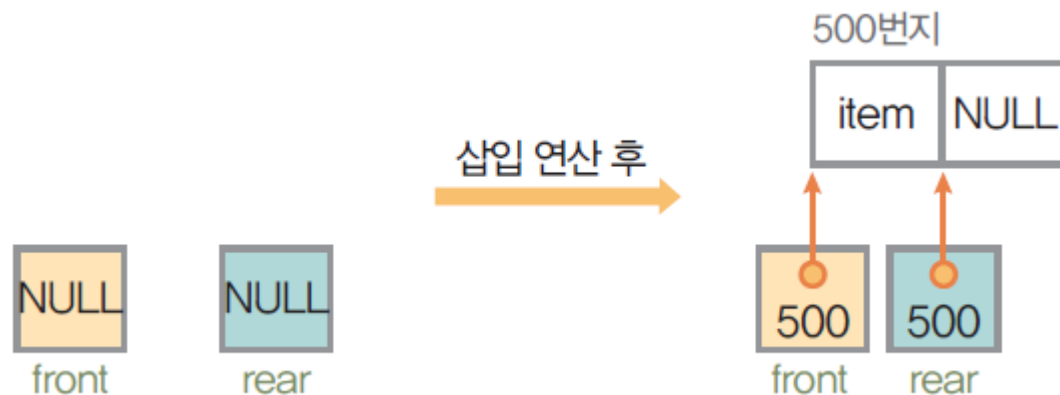 500번지
item NULL
삽입 연산 후
NULL NULL
front rear
500 500
front rear